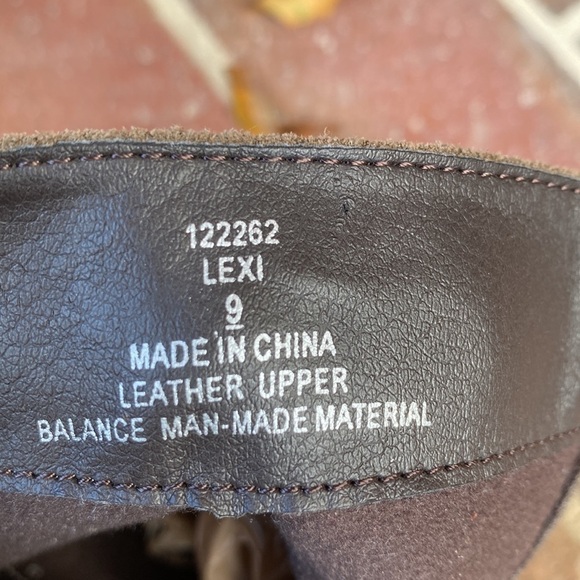 122262
LEXI
9
MADE IN CHINA
LEATHER UPPER
BALANCE MAN-MADE MATERIAL